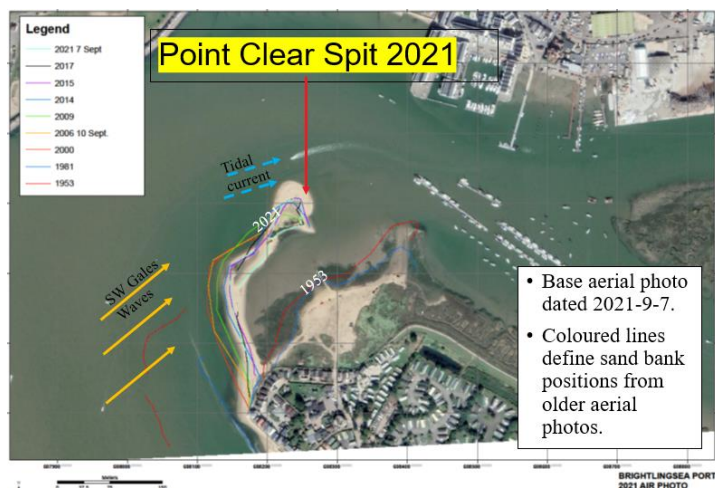 Legend
2021 7 Sept
2017
2015
2014
2009
2006 10 Sept.
2000
1981
1953
Point Clear Spit 2021
Tidal
current
2021
1953
SW Gales
Waves
• Base aerial photo
dated 2021-9-7.
• Coloured lines
define sand bank
positions from
older aerial
photos.
BRIGHTLINGSEA PORT
2021 AIR PHOTO